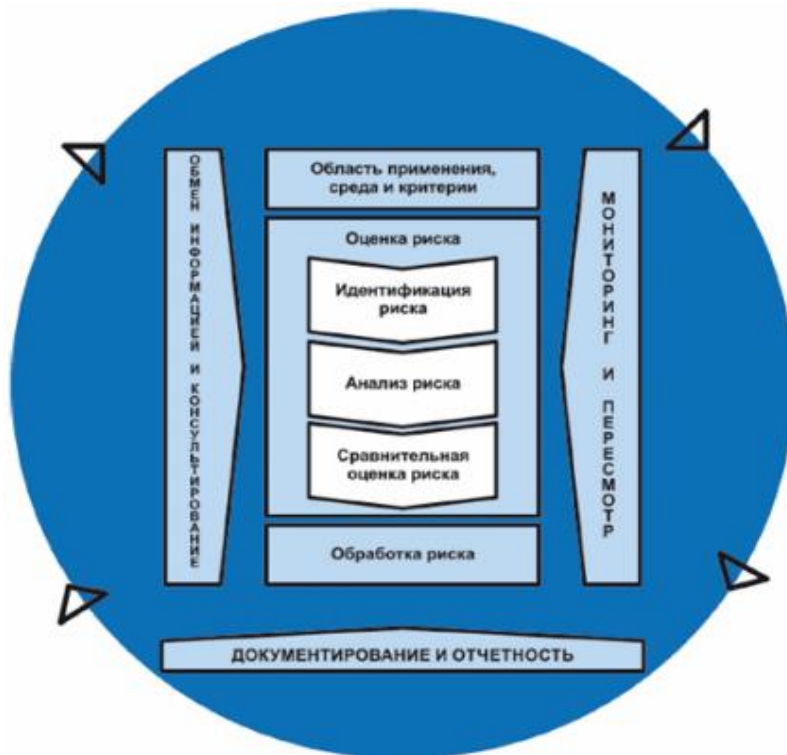 ОБМЕН ИНФОРМАЦИЕЙ И КОНСУЛЬТИРОВАНИЕ
Область применения,
среда и критерии
Оценка риска
Идентификация
риска
Анализ риска
Сравнительная
оценка риска
Обработка риска
МОНИТОРИНГ И ПЕРЕСМОТР
ДОКУМЕНТИРОВАНИЕ И ОТЧЕТНОСТЬ